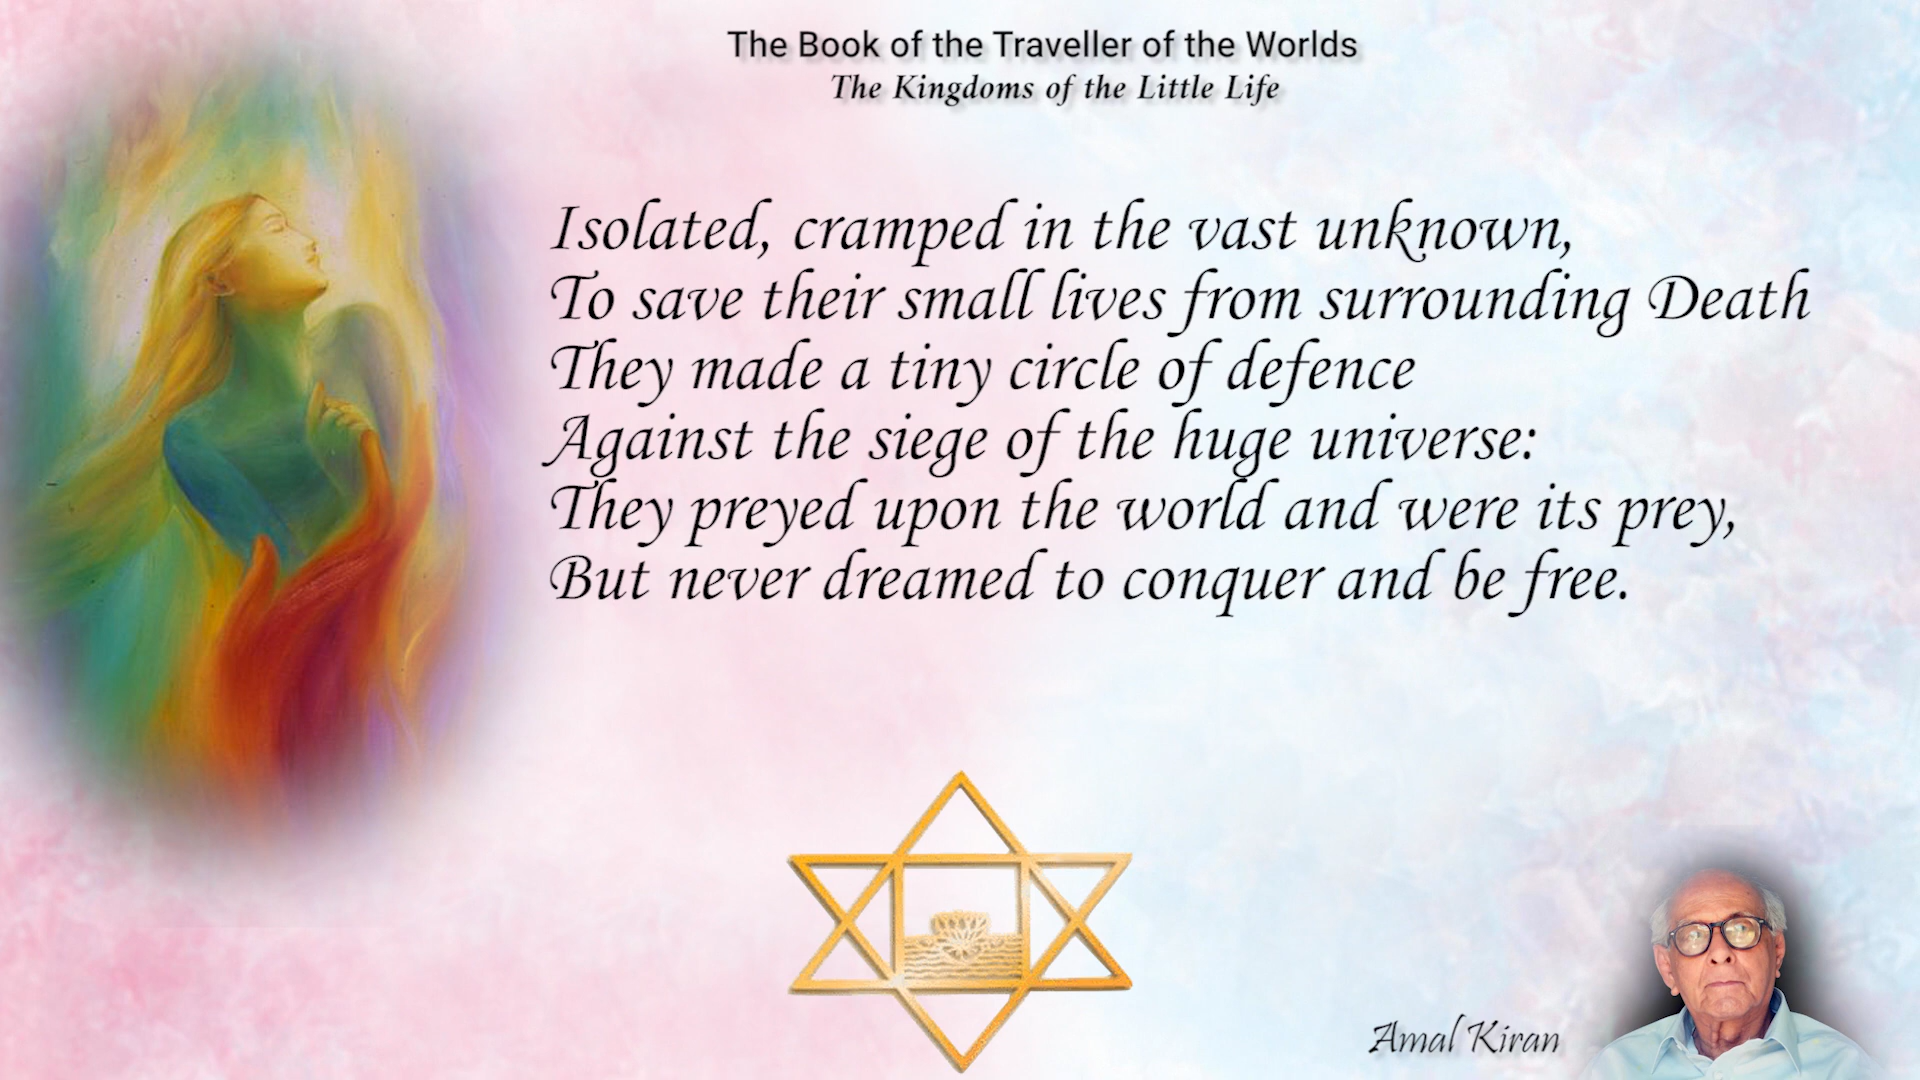 The Book of the Traveller of the Worlds
The Kingdoms of the Little Life
Isolated, cramped in the vast unknown,
To save their small lives from surrounding Death
They made a tiny circle of defence
Against the siege of the huge universe:
They preyed upon the world and were its prey,
But never dreamed to conquer and be free.
Amal Kiran